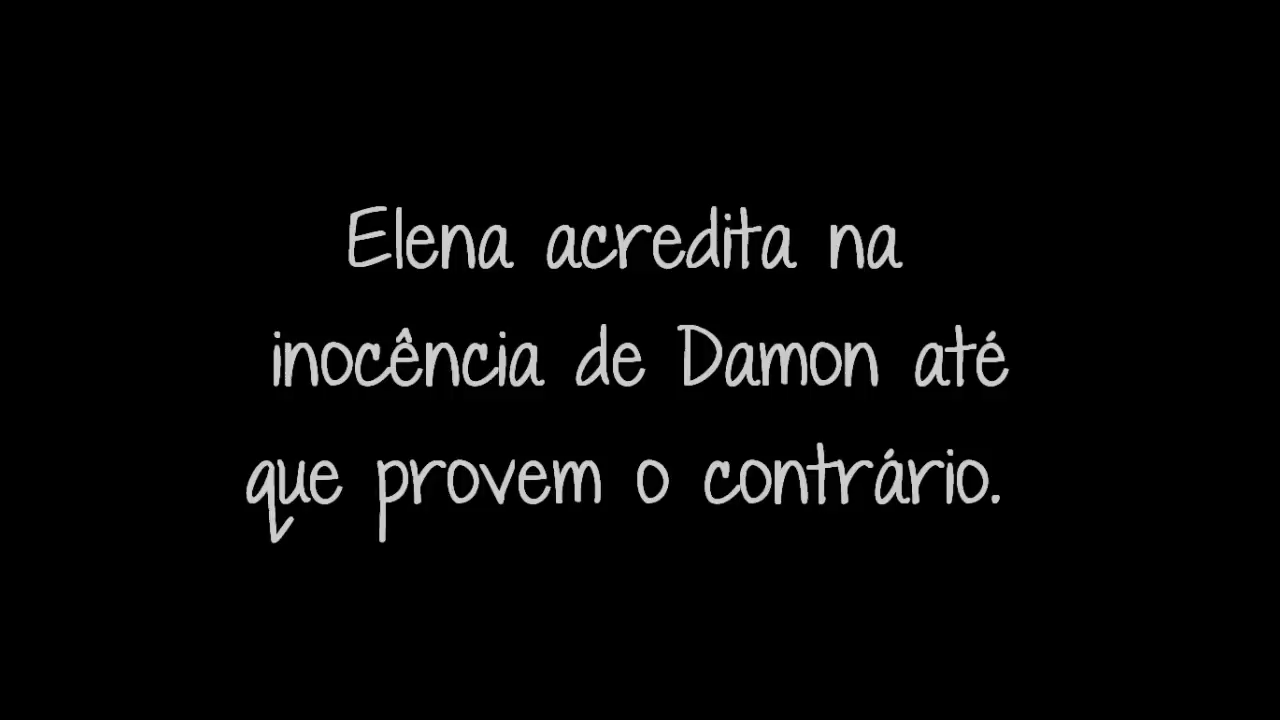 Elena acredita na
inocência de Damon até
que provem o contrário.